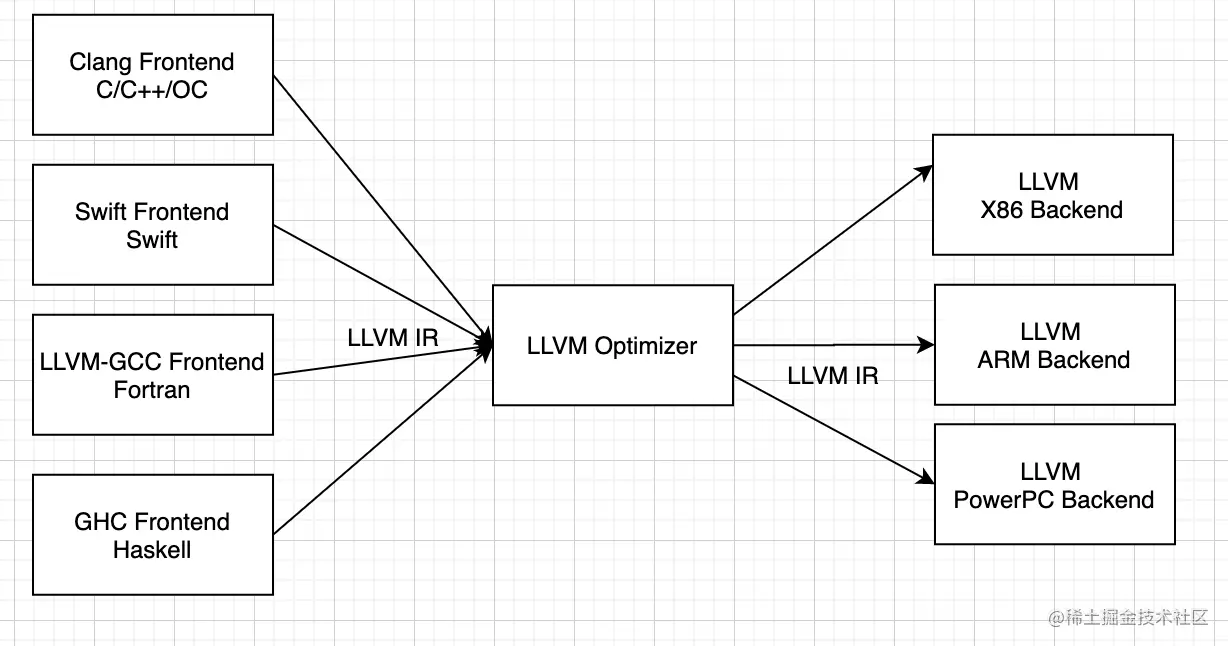 Clang Frontend
C/C++/OC
Swift Frontend
Swift
LLVM-GCC Frontend
Fortran
GHC Frontend
Haskell
LLVM IR
LLVM Optimizer
LLVM IR
LLVM
X86 Backend
LLVM
ARM Backend
LLVM
PowerPC Backend
@稀土掘金技术社区